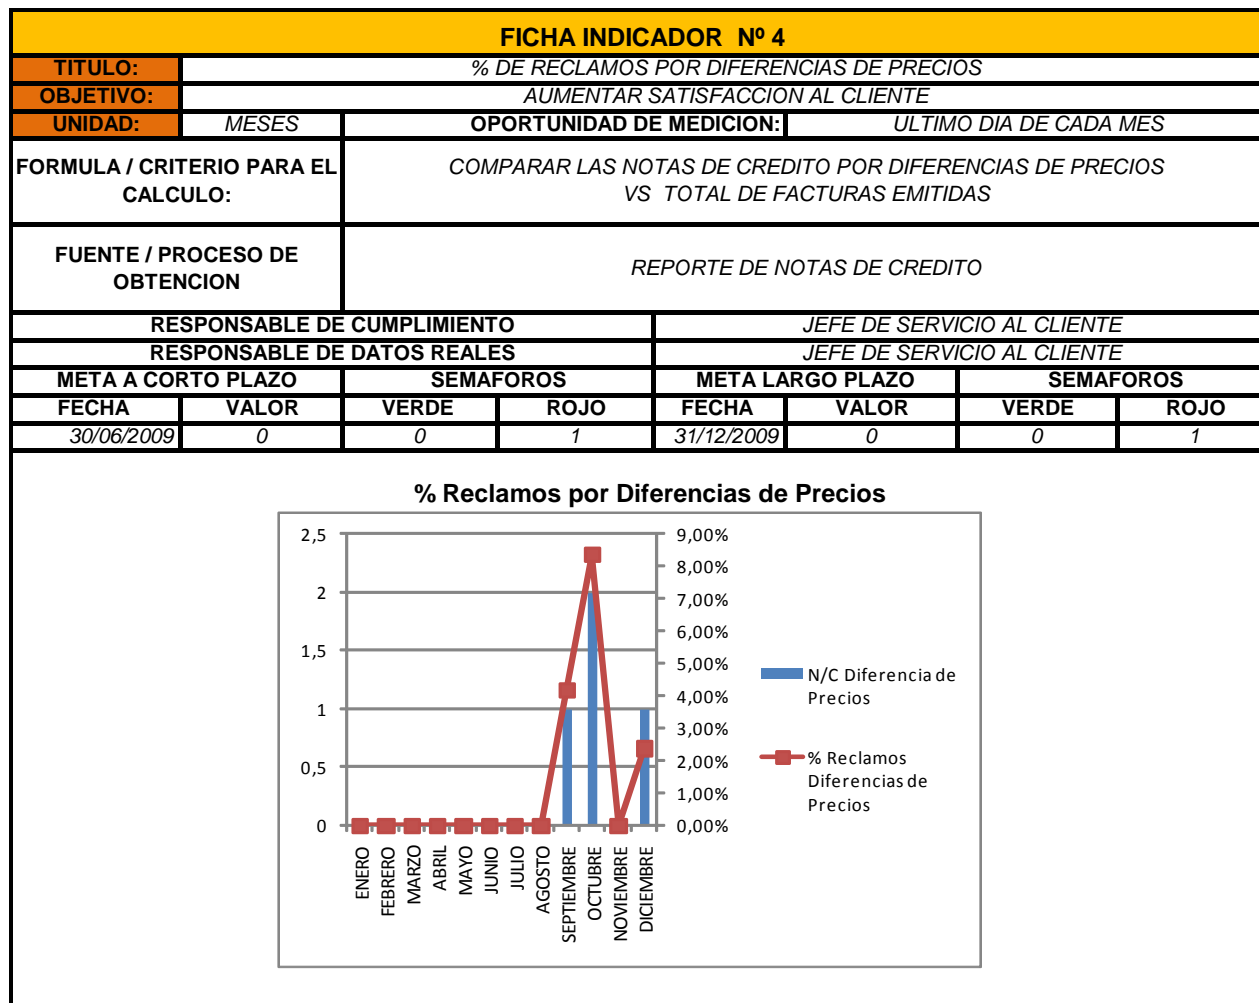 FICHA INDICADOR Nº 4
TITULO: % DE RECLAMOS POR DIFERENCIAS DE PRECIOS
OBJETIVO: AUMENTAR SATISFACCION AL CLIENTE
UNIDAD: MESES OPORTUNIDAD DE MEDICION: ULTIMO DIA DE CADA MES
FORMULA / CRITERIO PARA EL
CALCULO:
COMPARAR LAS NOTAS DE CREDITO POR DIFERENCIAS DE PRECIOS
VS TOTAL DE FACTURAS EMITIDAS
FUENTE / PROCESO DE
OBTENCION
REPORTE DE NOTAS DE CREDITO
RESPONSABLE DE CUMPLIMIENTO JEFE DE SERVICIO AL CLIENTE
RESPONSABLE DE DATOS REALES JEFE DE SERVICIO AL CLIENTE
META A CORTO PLAZO SEMAFOROS META LARGO PLAZO SEMAFOROS
FECHA VALOR VERDE ROJO FECHA VALOR VERDE ROJO
30/06/2009 0 0 1 31/12/2009 0 0 1
% Reclamos por Diferencias de Precios
2,5
2
1,5
1
0,5
0
9,00%
8,00%
7,00%
6,00%
5,00%
4,00%
3,00%
2,00%
1,00%
0,00%
ENERO
FEBRERO
MARZO
ABRIL
MAYO
JUNIO
JULIO
AGOSTO
SEPTIEMBRE
OCTUBRE
NOVIEMBRE
DICIEMBRE
N/C Diferencia de
Precios
% Reclamos
Diferencias de
Precios